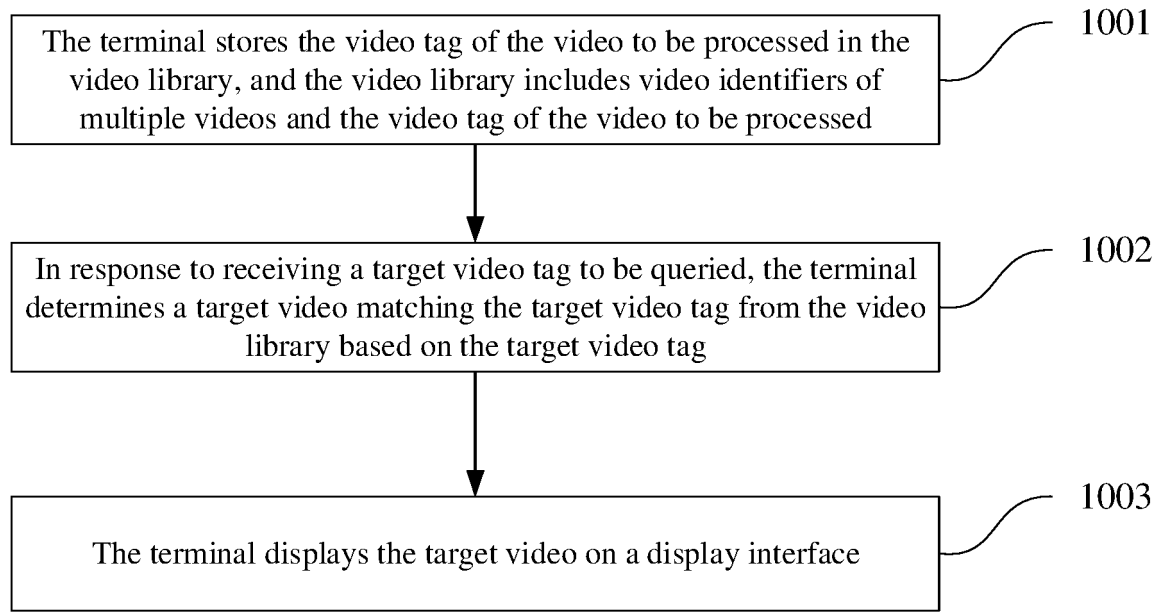 The terminal stores the video tag of the video to be processed in the
video library, and the video library includes video identifiers of
multiple videos and the video tag of the video to be processed
1001
In response to receiving a target video tag to be queried, the terminal
determines a target video matching the target video tag from the video
library based on the target video tag
1002
The terminal displays the target video on a display interface
1003